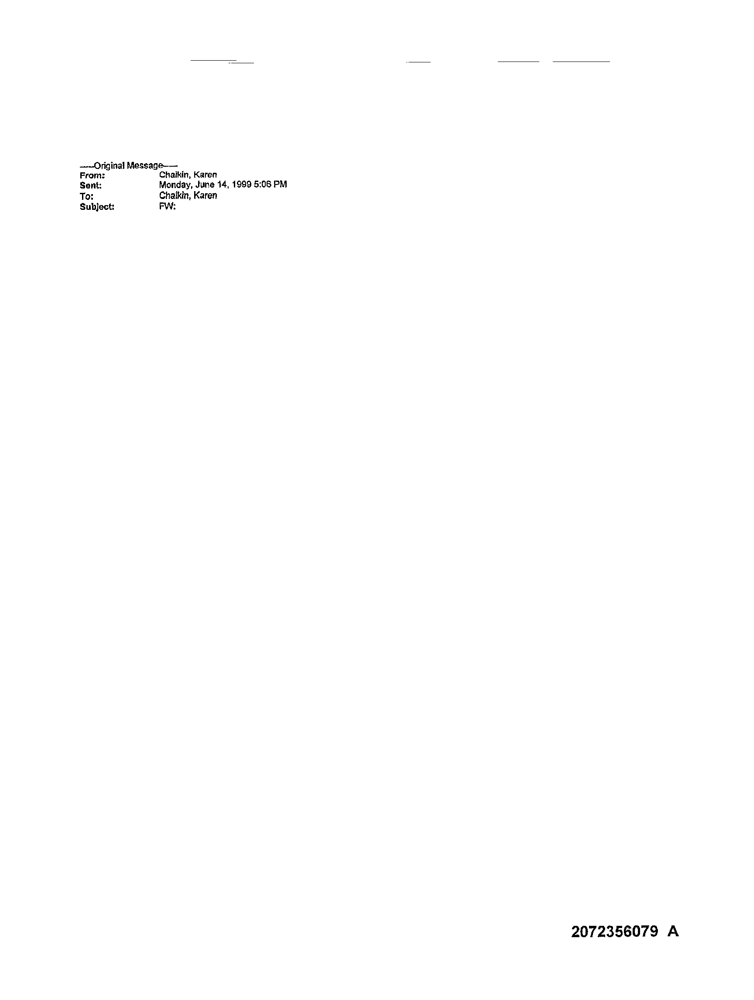 -----Original Message-----
From: Chaikin, Karen
Sent: Monday, June 14, 1999 5:06 PM
To: Chaikin, Karen
Subject: FW:
2072356079 A